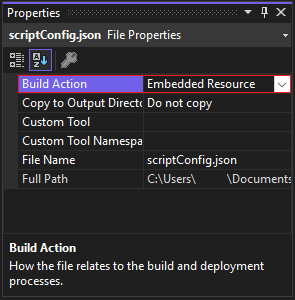 Properties
scriptConfig.json File Properties
Build Action Embedded Resource
Copy to Output Directo Do not copy
Custom Tool
Custom Tool Namespa
File Name scriptConfig.json
Full Path C:\Users\ \Documents
Build Action
How the file relates to the build and deployment
processes.